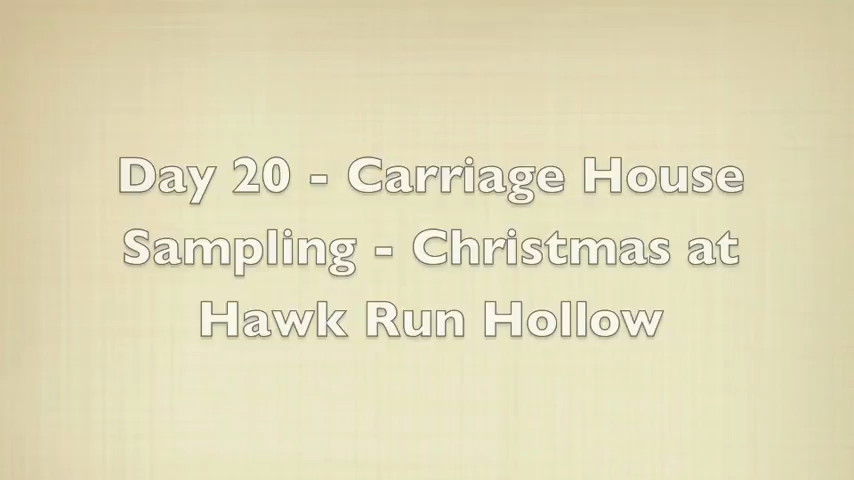 Day 20 - Carriage House
Sampling - Christmas at
Hawk Run Hollow